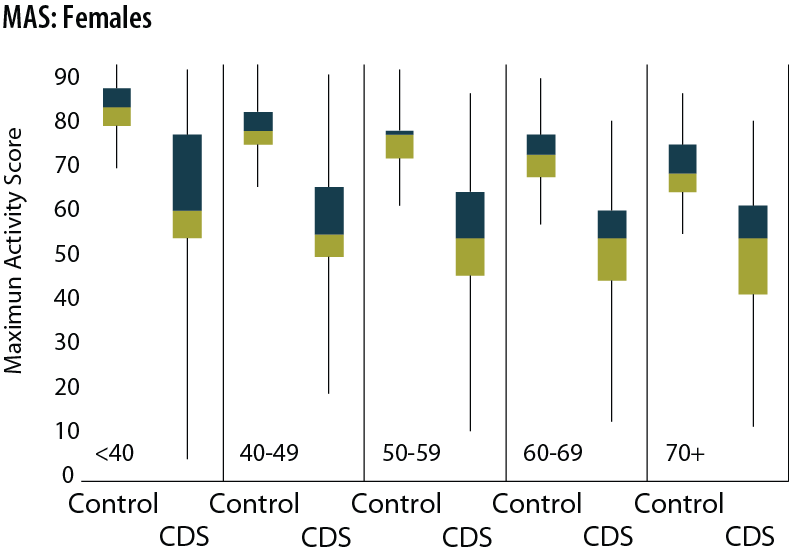 MAS: Females
Maximun Activity Score
90
80
70
60
50
40
30
20
10
0
<40
40-49
50-59
60-69
70+
Control
CDS
Control
CDS
Control
CDS
Control
CDS
Control
CDS